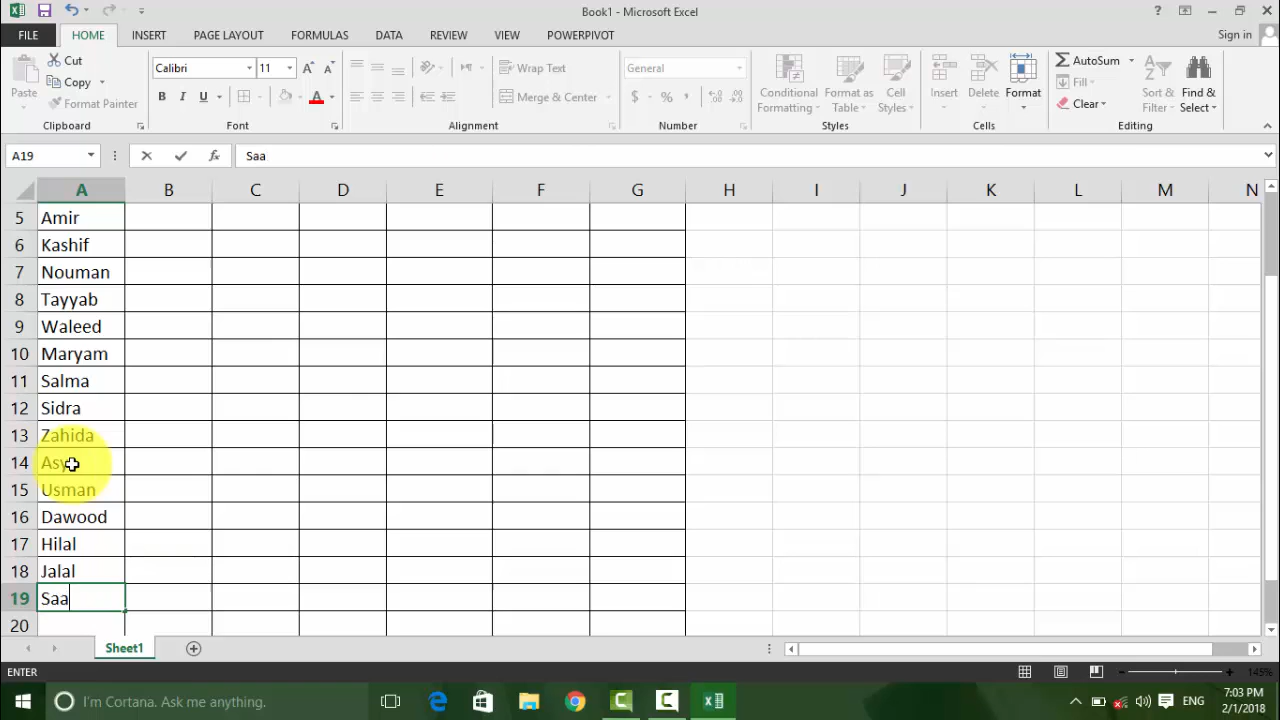 Book1 - Microsoft Excel
?
FILE HOME INSERT PAGE LAYOUT FORMULAS DATA REVIEW VIEW POWERPIVOT Sign in
Paste Cut Copy Format Painter Clipboard
Calibri 11 A A B I U A Font
Wrap Text Merge & Center Alignment
General $ % , Number
Conditional Formatting Format as Table Cell Styles Styles
Insert Delete Format Cells
AutoSum Fill Clear Sort & Filter Find & Select Editing
A19 fx Saa
A B C D E F G H I J K L M N
5 Amir
6 Kashif
7 Nouman
8 Tayyab
9 Waleed
10 Maryam
11 Salma
12 Sidra
13 Zahida
14
15 Usman
16 Dawood
17 Hilal
18 Jalal
19 Saa
20
Sheet1
ENTER 145%
I'm Cortana. Ask me anything. ENG 7:03 PM
2/1/2018